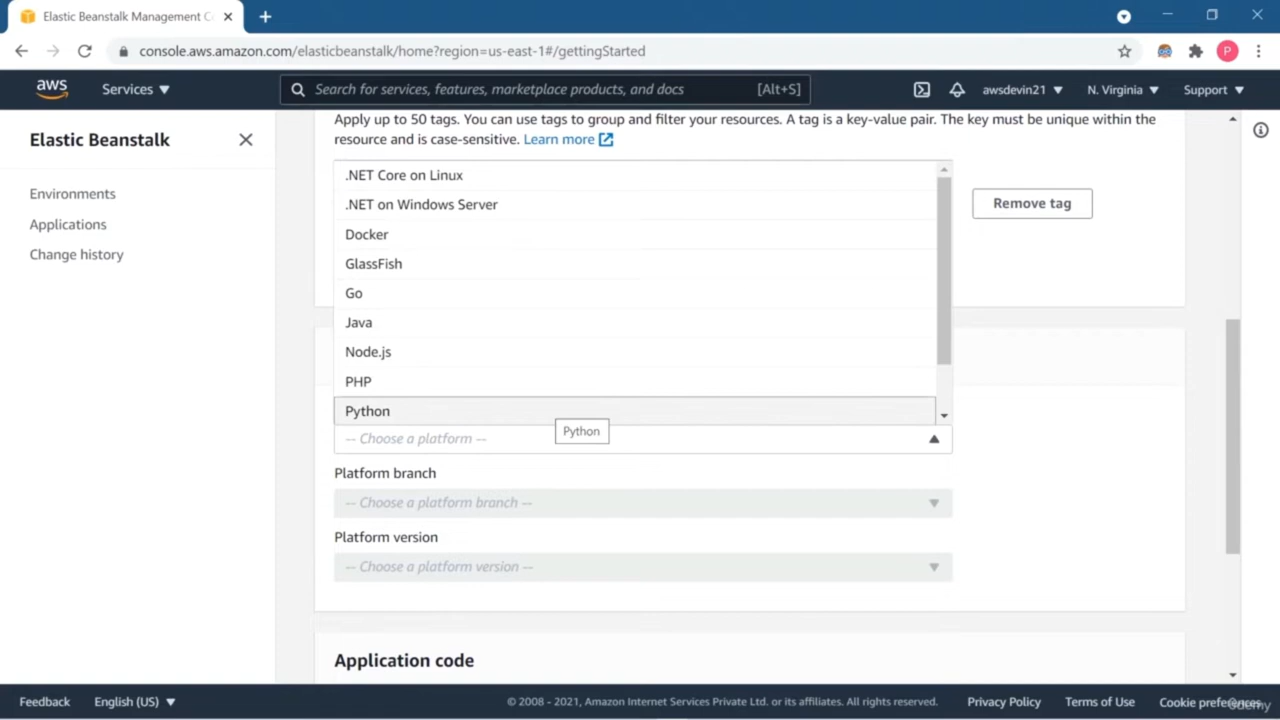 Elastic Beanstalk Management C
console.aws.amazon.com/elasticbeanstalk/home?region=us-east-1#/gettingStarted
P
aws
Services
Search for services, features, marketplace products, and docs
[Alt+S]
awsdevin21
N. Virginia
Support
Elastic Beanstalk
Environments
Applications
Change history
Apply up to 50 tags. You can use tags to group and filter your resources. A tag is a key-value pair. The key must be unique within the
resource and is case-sensitive. Learn more
.NET Core on Linux
.NET on Windows Server
Docker
GlassFish
Go
Java
Node.js
PHP
Python
Python
-- Choose a platform --
Remove tag
Platform branch
-- Choose a platform branch --
Platform version
-- Choose a platform version --
Application code
Feedback
English (US)
© 2008 - 2021, Amazon Internet Services Private Ltd. or its affiliates. All rights reserved.
Privacy Policy
Terms of Use
Cookie preferences
Udemy